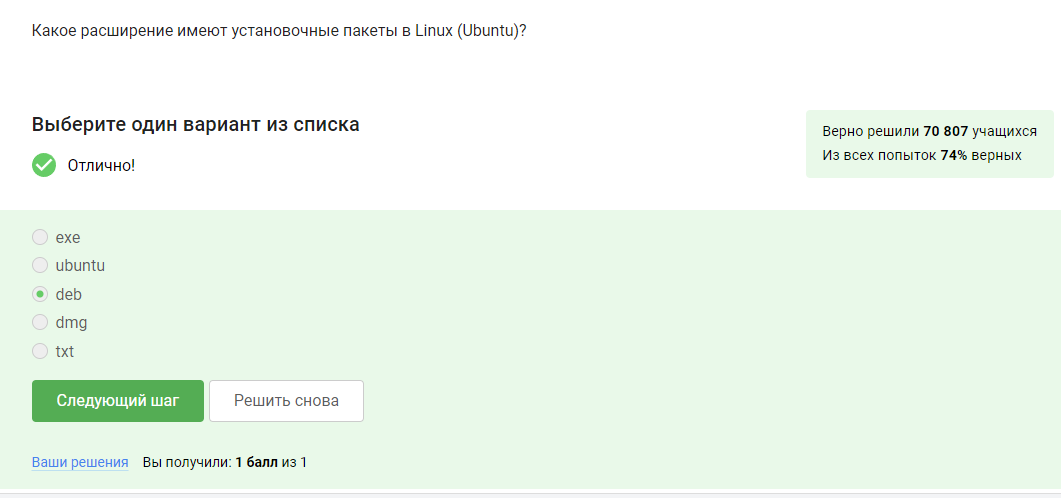 Какое расширение имеют установочные пакеты в Linux (Ubuntu)?
Выберите один вариант из списка
Отлично!
Верно решили 70 807 учащихся
Из всех попыток 74% верных
exe
ubuntu
deb
dmg
txt
Следующий шаг
Решить снова
Ваши решения Вы получили: 1 балл из 1